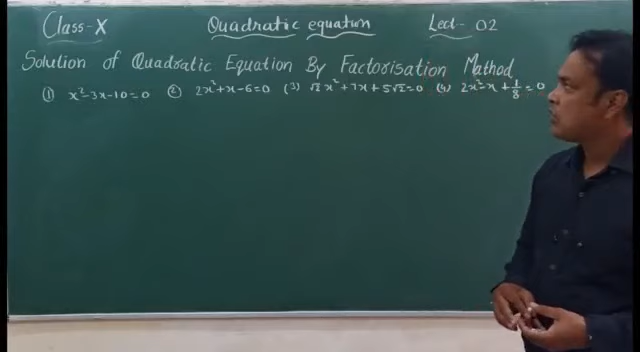 Class-X Quadratic equation Lect- 02
Solution of Quadratic Equation By Factorisation Mathod
(1) x²-3x-10=0 (2) 2x²+x-6=0 (3) √2x²+7x+5√2=0 (4) 2x²-x+1/8=0